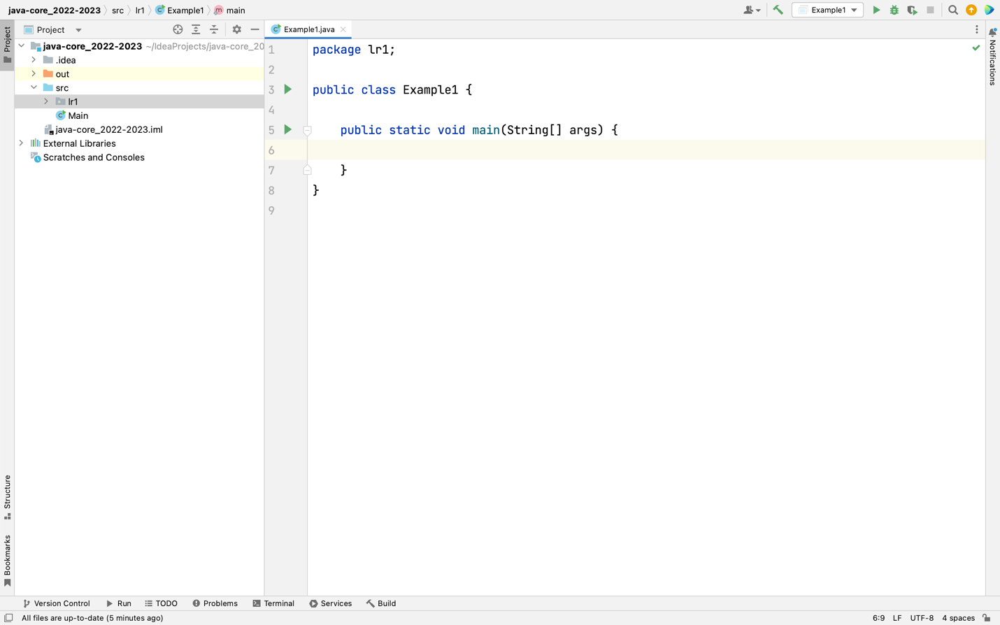 java-core_2022-2023 src lr1 Example1 main
Example1
Project
Example1.java
Project
java-core_2022-2023 ~/IdeaProjects/java-core_20
.idea
out
src
lr1
Main
java-core_2022-2023.iml
External Libraries
Scratches and Consoles
1 package lr1;
2
3 public class Example1 {
4
5 public static void main(String[] args) {
6
7 }
8 }
9
Notifications
Structure
Bookmarks
Version Control Run TODO Problems Terminal Services Build
All files are up-to-date (5 minutes ago) 6:9 LF UTF-8 4 spaces